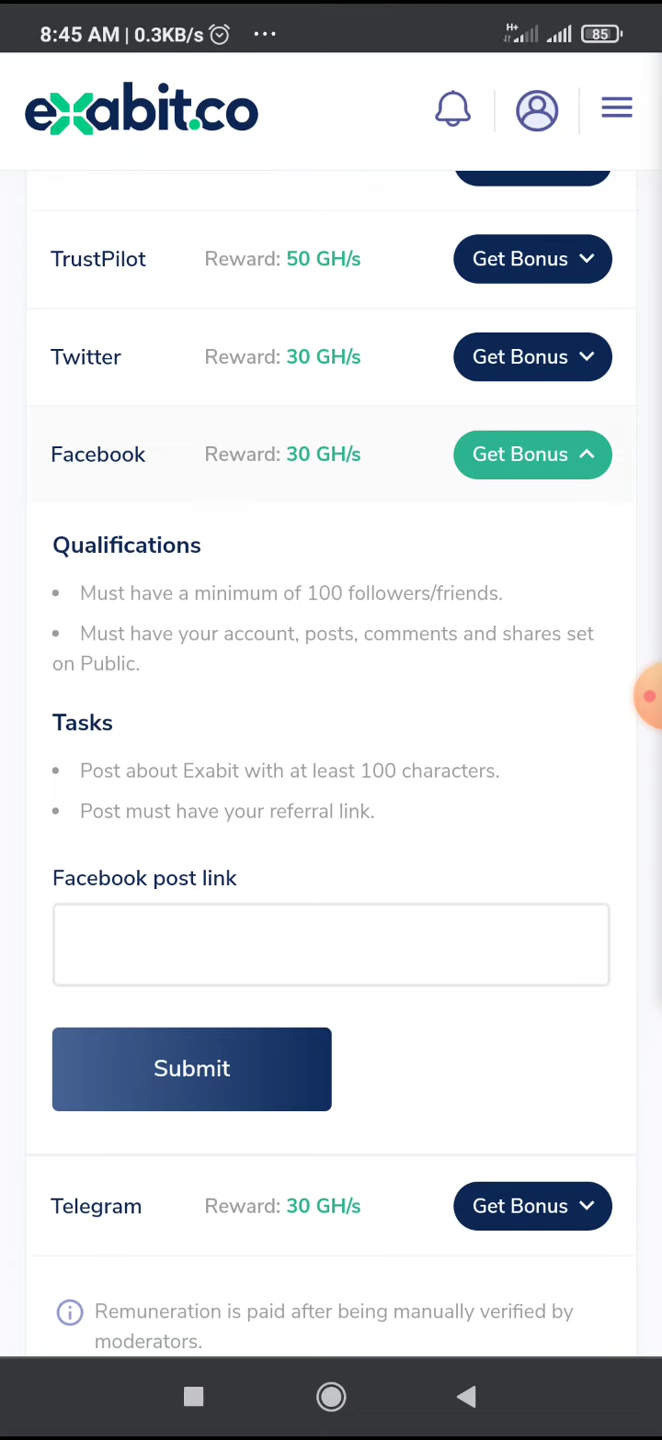 8:45 AM | 0.3KB/s ...
H+ 85
exabit.co
TrustPilot Reward: 50 GH/s Get Bonus
Twitter Reward: 30 GH/s Get Bonus
Facebook Reward: 30 GH/s Get Bonus
Qualifications
• Must have a minimum of 100 followers/friends.
• Must have your account, posts, comments and shares set
on Public.
Tasks
• Post about Exabit with at least 100 characters.
• Post must have your referral link.
Facebook post link
Submit
Telegram Reward: 30 GH/s Get Bonus
Remuneration is paid after being manually verified by
moderators.